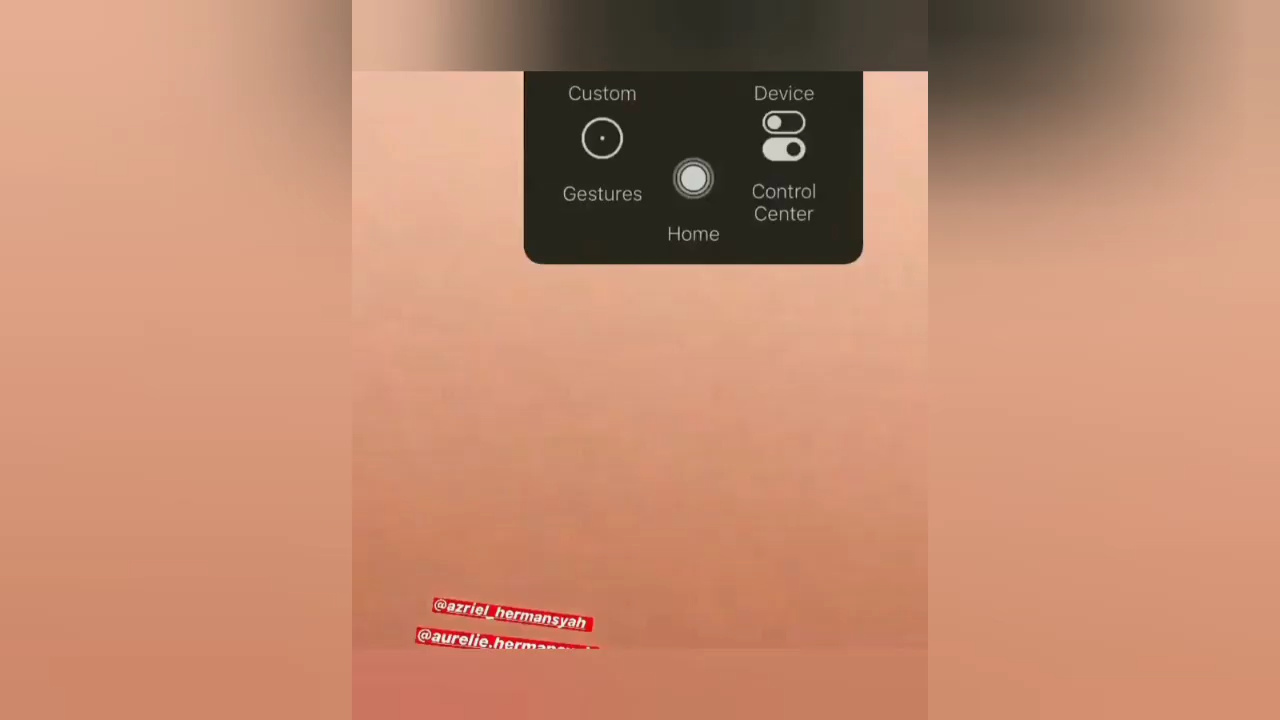 Custom
Device
Gestures
Control
Center
Home
@azriel_hermansyah